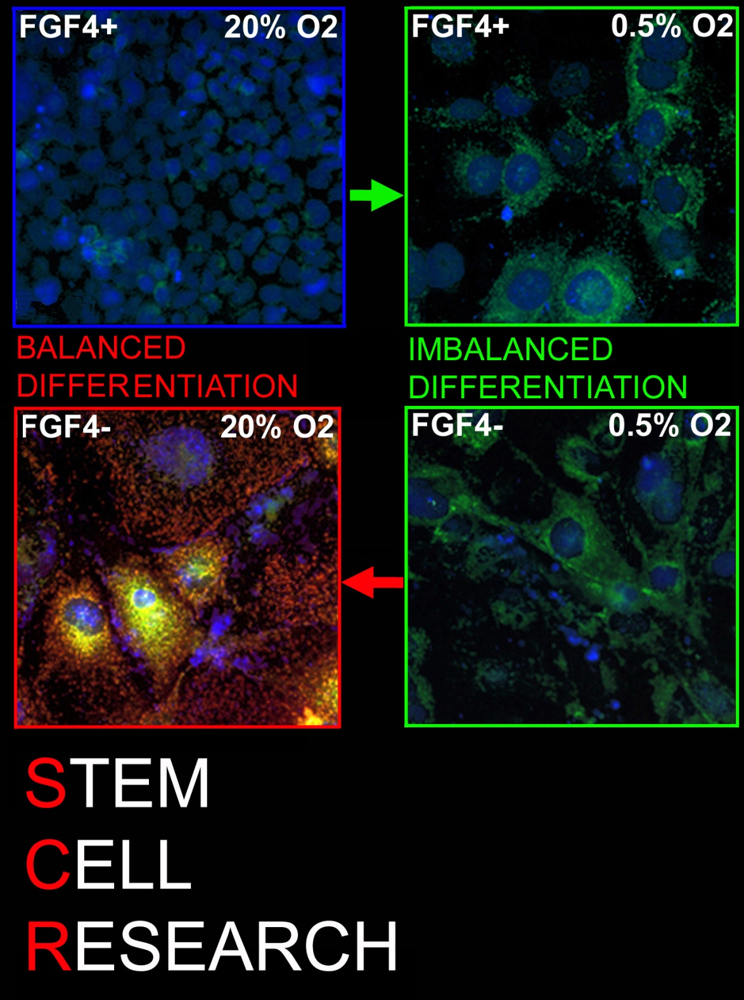 FGF4+ 20% O2
FGF4+ 0.5% O2
BALANCED
DIFFERENTIATION
IMBALANCED
DIFFERENTIATION
FGF4- 20% O2
FGF4- 0.5% O2
STEM
CELL
RESEARCH